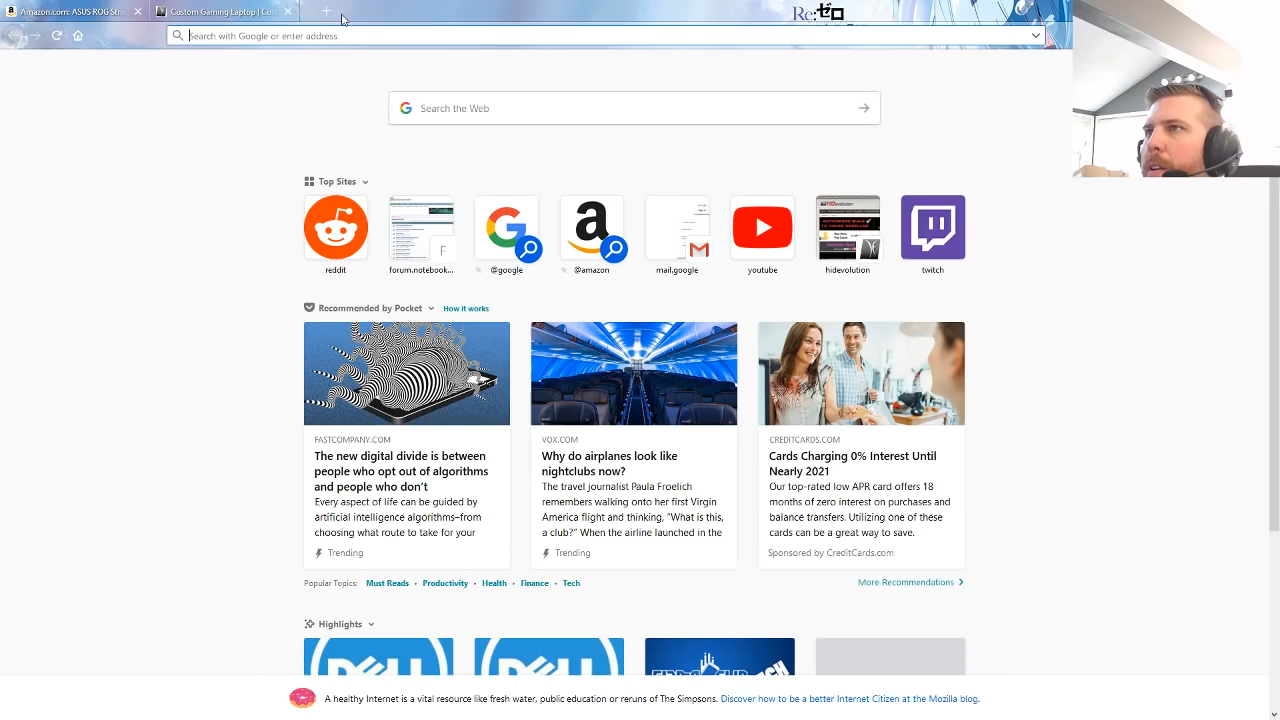 Amazon.com: ASUS ROG Stri
Custom Gaming Laptop | Cust
Re:ゼロ
Search with Google or enter address
Search the Web
Top Sites
reddit
forum.notebook...
@google
@amazon
mail.google
youtube
hidevolution
twitch
Recommended by Pocket
How it works
FASTCOMPANY.COM
The new digital divide is between
people who opt out of algorithms
and people who don't
Every aspect of life can be guided by
artificial intelligence algorithms–from
choosing what route to take for your
Trending
VOX.COM
Why do airplanes look like
nightclubs now?
The travel journalist Paula Froelich
remembers walking onto her first Virgin
America flight and thinking, “What is this,
a club?” When the airline launched in the
Trending
CREDITCARDS.COM
Cards Charging 0% Interest Until
Nearly 2021
Our top-rated low APR card offers 18
months of zero interest on purchases and
balance transfers. Utilizing one of these
cards can be a great way to save.
Sponsored by CreditCards.com
Popular Topics: Must Reads • Productivity • Health • Finance • Tech
More Recommendations
Highlights
DELL
DELL
A healthy Internet is a vital resource like fresh water, public education or reruns of The Simpsons. Discover how to be a better Internet Citizen at the Mozilla blog.